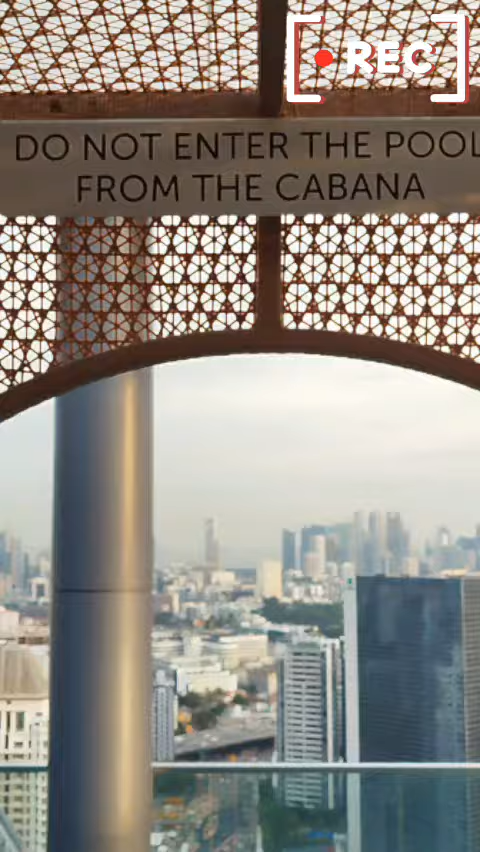 REC
DO NOT ENTER THE POOL
FROM THE CABANA